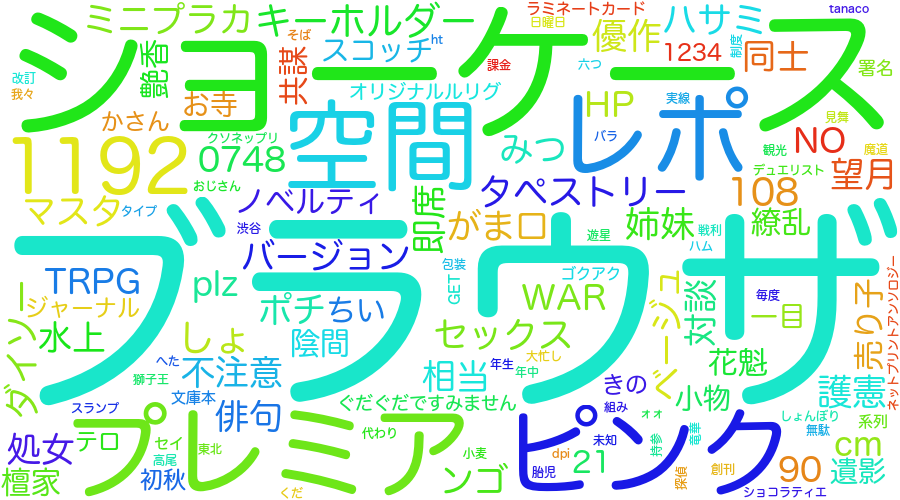 ミニプラカ
キーホルダー
ラミネートカード
tanaco
ショーケース
日曜日
ハサミ
優作
スコッチ
ht
そば
1234
制度
同士
艶香
共謀
課金
六つ
署名
改訂
我々
お寺
オリジナルルリグ
HP
実線
レポ
かさん
クソネップリ
空間
バラ
見舞
NO
1192
0748
みつ
観光
魔道
おじさん
デュエリスト
望月
マスタ
タイプ
ノベルティ
即席
タペストリー
108
渋谷
がま口
遊星
姉妹
戦利
繚乱
バージョン
ハム
ブラウザ
TRPG
plz
包装
ゴクアク
GET
毎度
ジャーナル
ポチ
ちい
WAR
ベージュ
対談
一回
売り子
ネットプリントアンソロジー
ダイソー
水上
しょ
陰間
セックス
大忙し
花魁
へた
年生
年中
獅子王
不注意
相当
きの
小物
護憲
文庫本
スランプ
俳句
ぐだぐだですみません
組み
ォォ
しょんぼり
系列
プレミア
ピンク
無駄
処女
テロ
セイ
東北
代わり
未知
持参
竜華
cm
高尾
小麦
dpi
21
檀家
初秋
ンゴ
胎児
探偵
創刊
90
遺影
くだ
ショコラティエ